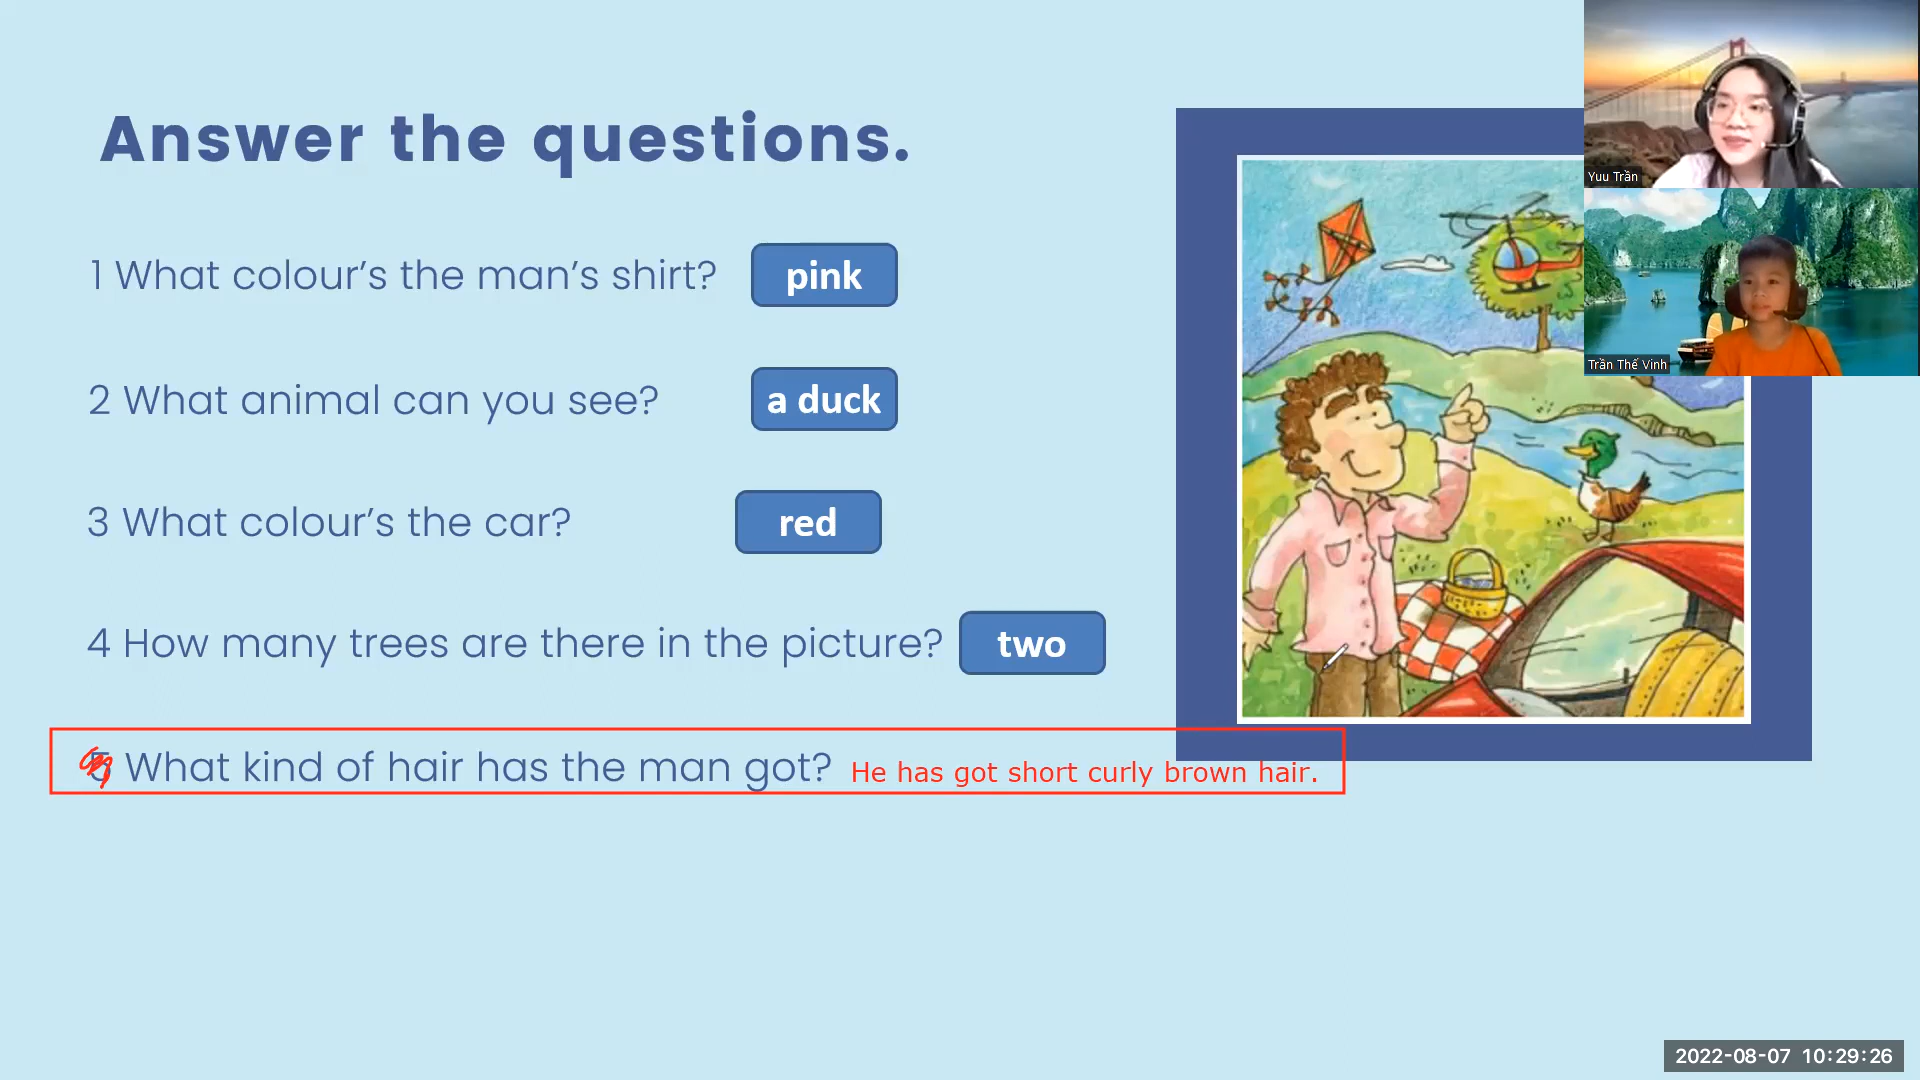 Answer the questions.
1 What colour’s the man’s shirt? pink
2 What animal can you see? a duck
3 What colour’s the car? red
4 How many trees are there in the picture? two
5 What kind of hair has the man got? He has got short curly brown hair.
Yuu Trần
Trần Thế Vinh
2022-08-07 10:29:26